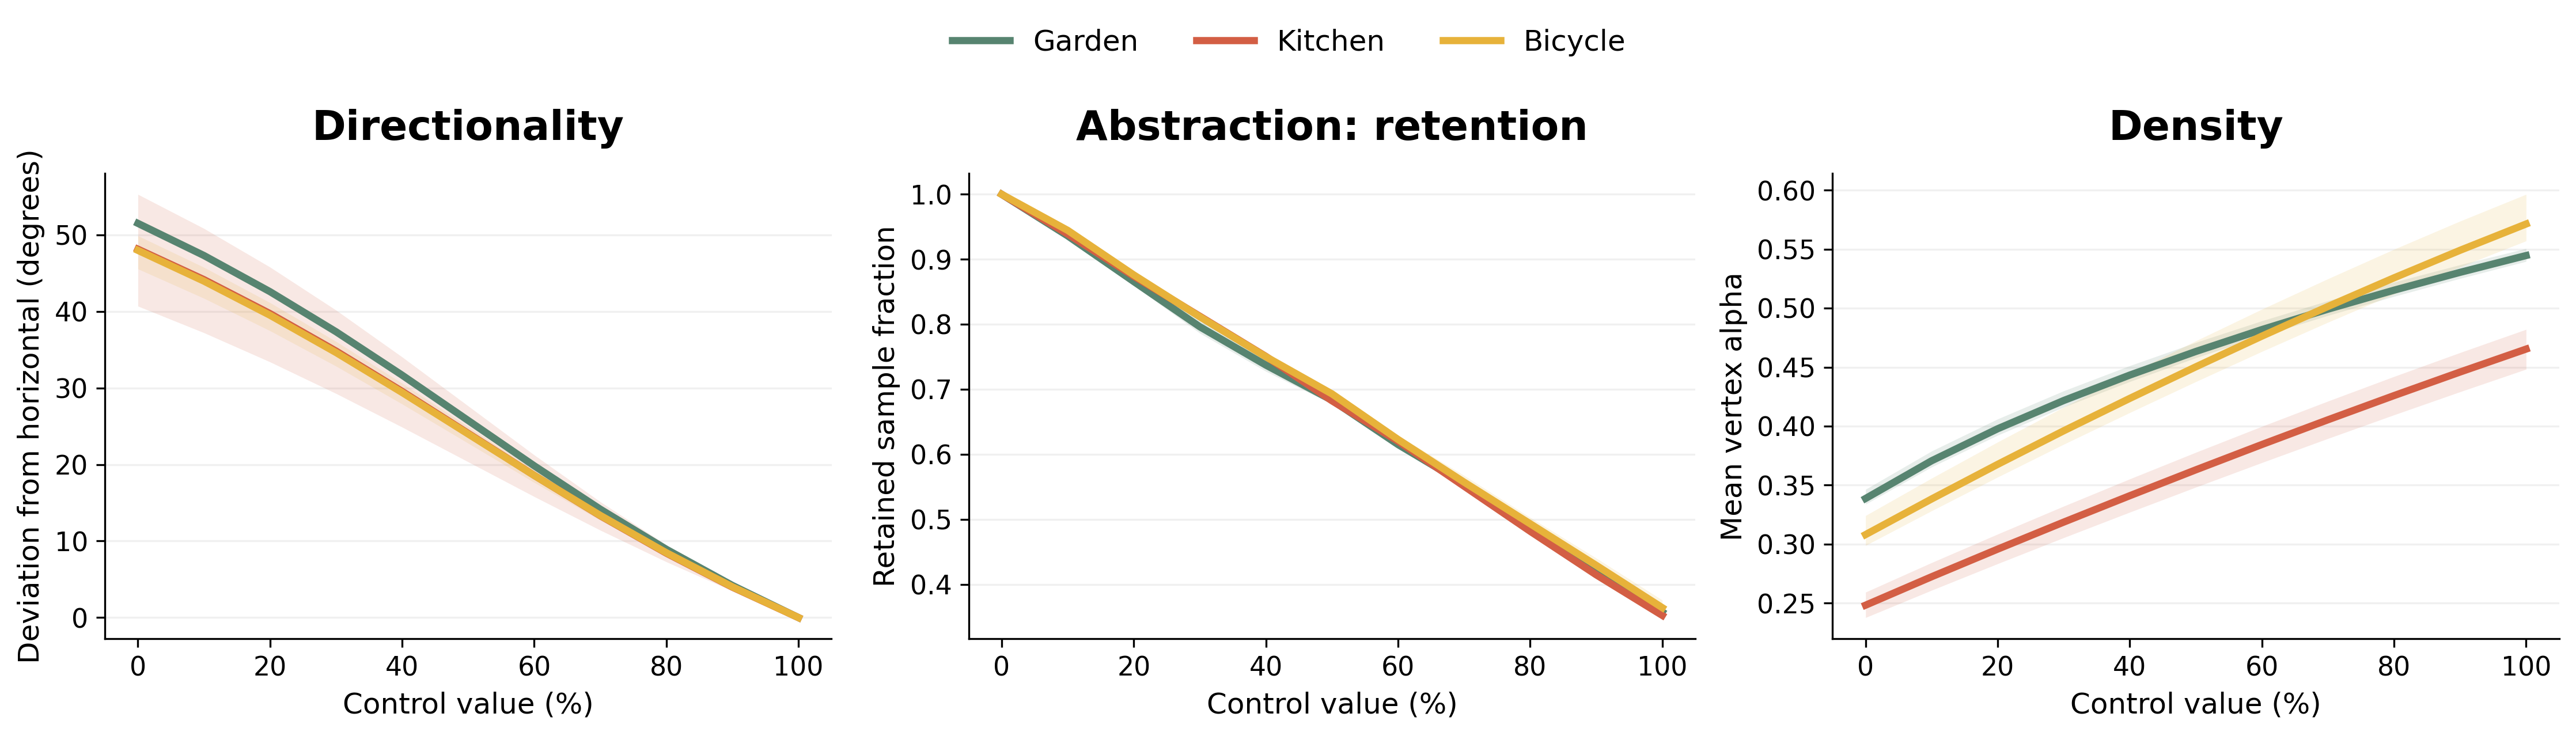 Garden Kitchen Bicycle
Directionality
Deviation from horizontal (degrees)
50
40
30
20
10
0
0 20 40 60 80 100
Control value (%)
Abstraction: retention
Retained sample fraction
1.0
0.9
0.8
0.7
0.6
0.5
0.4
0 20 40 60 80 100
Control value (%)
Density
Mean vertex alpha
0.60
0.55
0.50
0.45
0.40
0.35
0.30
0.25
0 20 40 60 80 100
Control value (%)